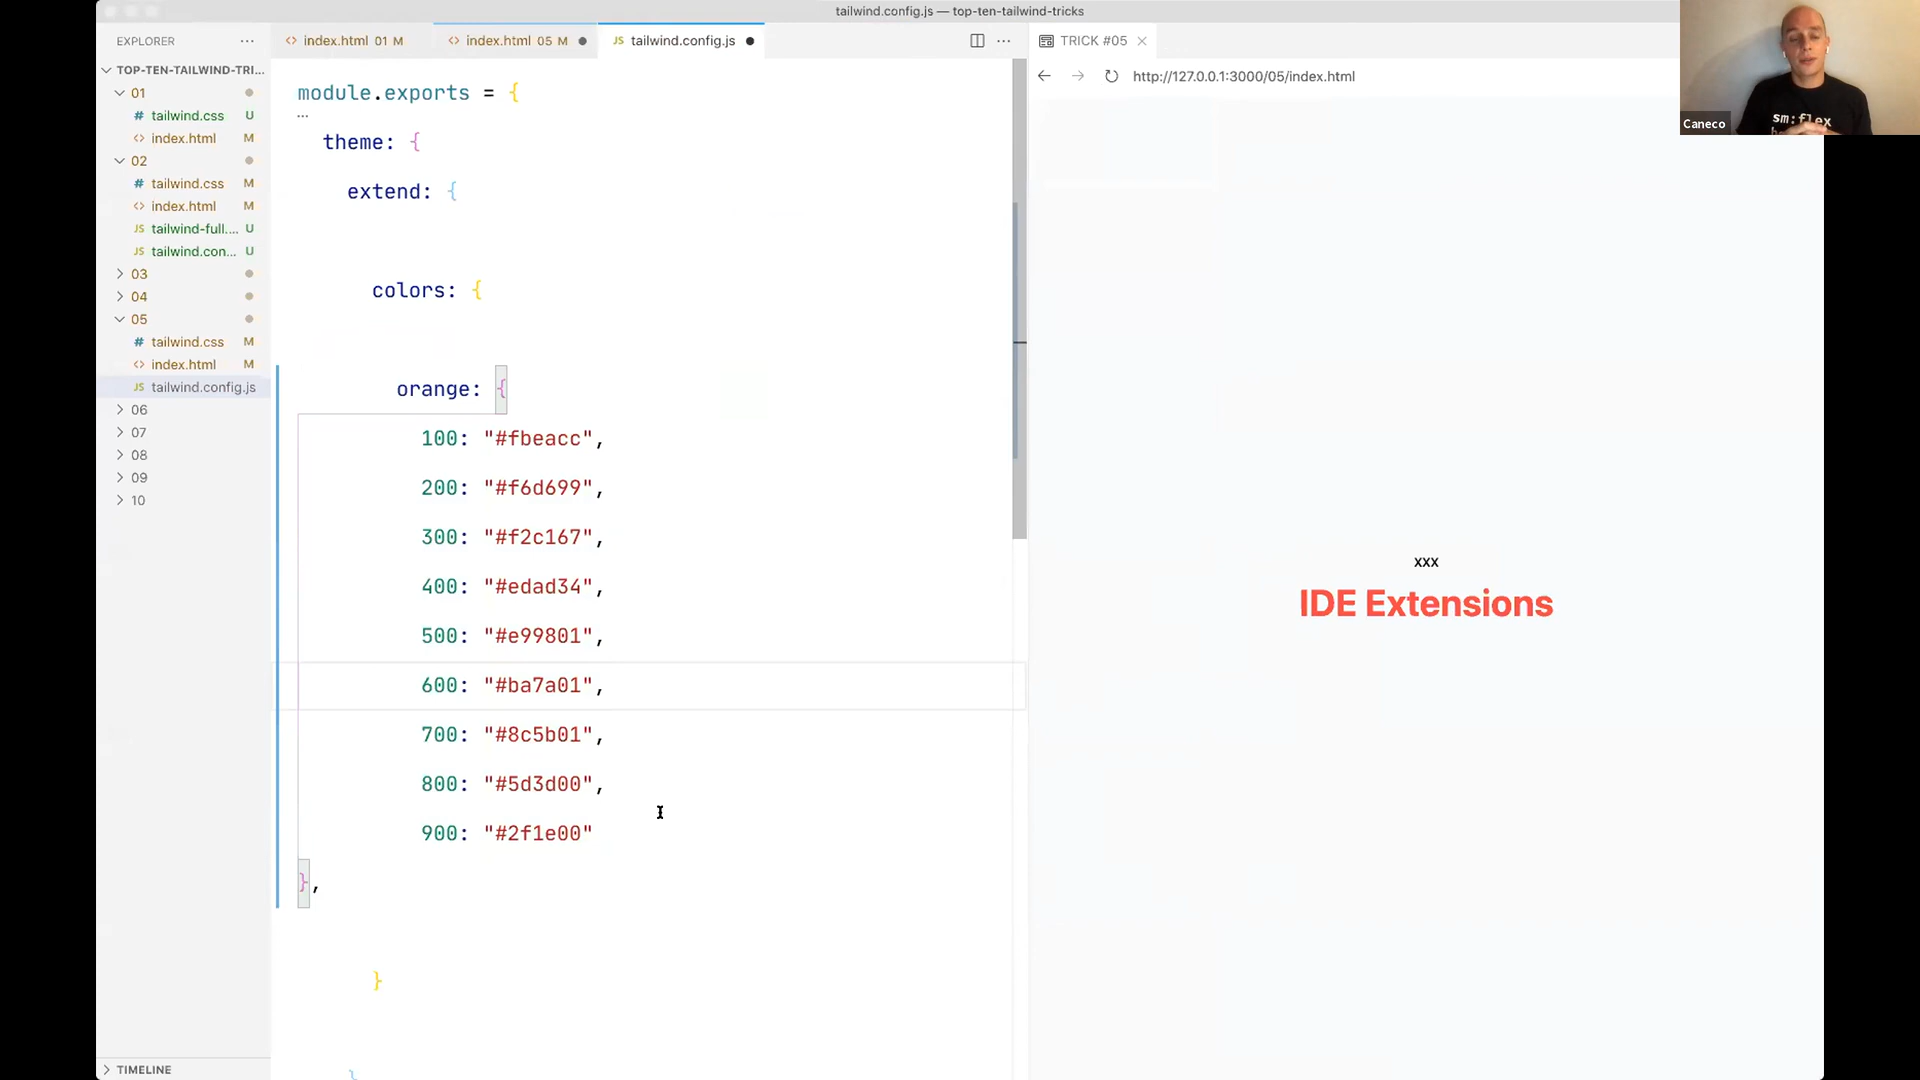 tailwind.config.js — top-ten-tailwind-tricks
EXPLORER ···
index.html 01 M
index.html 05 M
JS tailwind.config.js
···
TRICK #05
TOP-TEN-TAILWIND-TRI...
http://127.0.0.1:3000/05/index.html
01
# tailwind.css U
<> index.html M
02
# tailwind.css M
<> index.html M
JS tailwind-full.... U
JS tailwind.con... U
03
04
05
# tailwind.css M
<> index.html M
JS tailwind.config.js
06
07
08
09
10
TIMELINE
module.exports = {
...
theme: {
extend: {
colors: {
orange: {
100: "#fbeacc",
200: "#f6d699",
300: "#f2c167",
400: "#edad34",
500: "#e99801",
600: "#ba7a01",
700: "#8c5b01",
800: "#5d3d00",
900: "#2f1e00"
},
}
}
xxx
IDE Extensions
sm:flex
Caneco